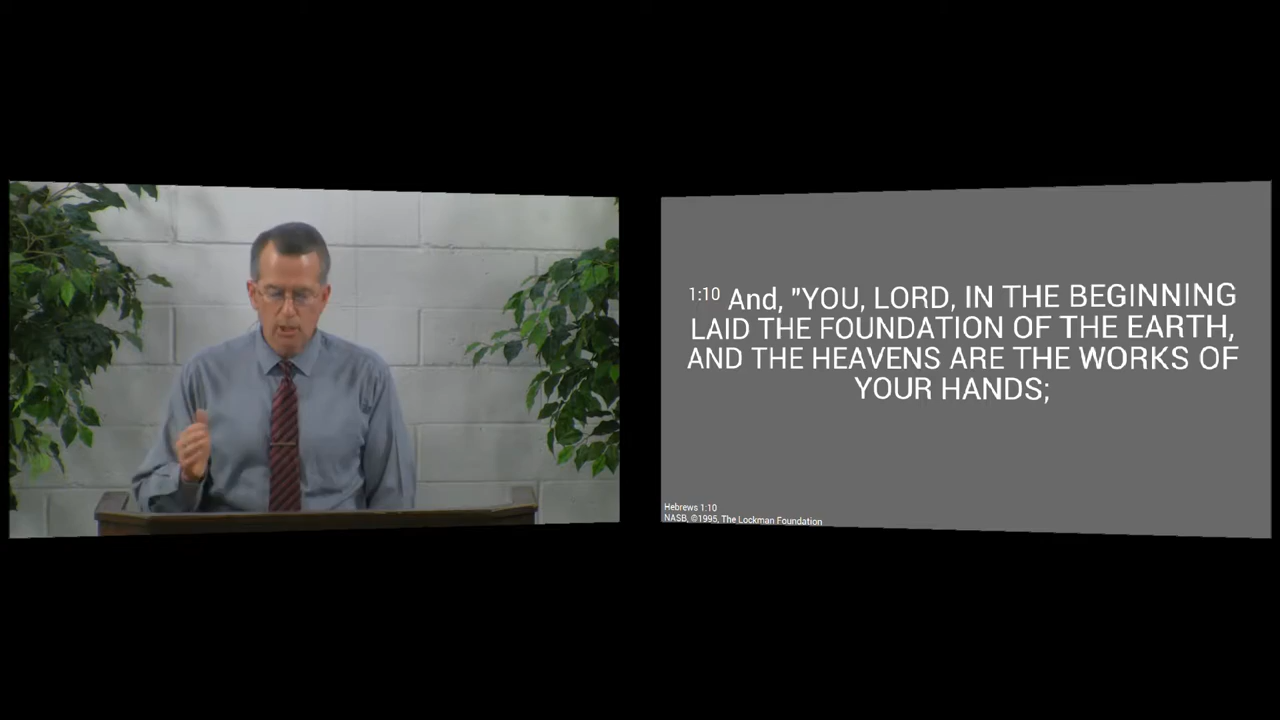 1:10 And, "YOU, LORD, IN THE BEGINNING
LAID THE FOUNDATION OF THE EARTH,
AND THE HEAVENS ARE THE WORKS OF
YOUR HANDS;
Hebrews 1:10
NASB, ©1995, The Lockman Foundation